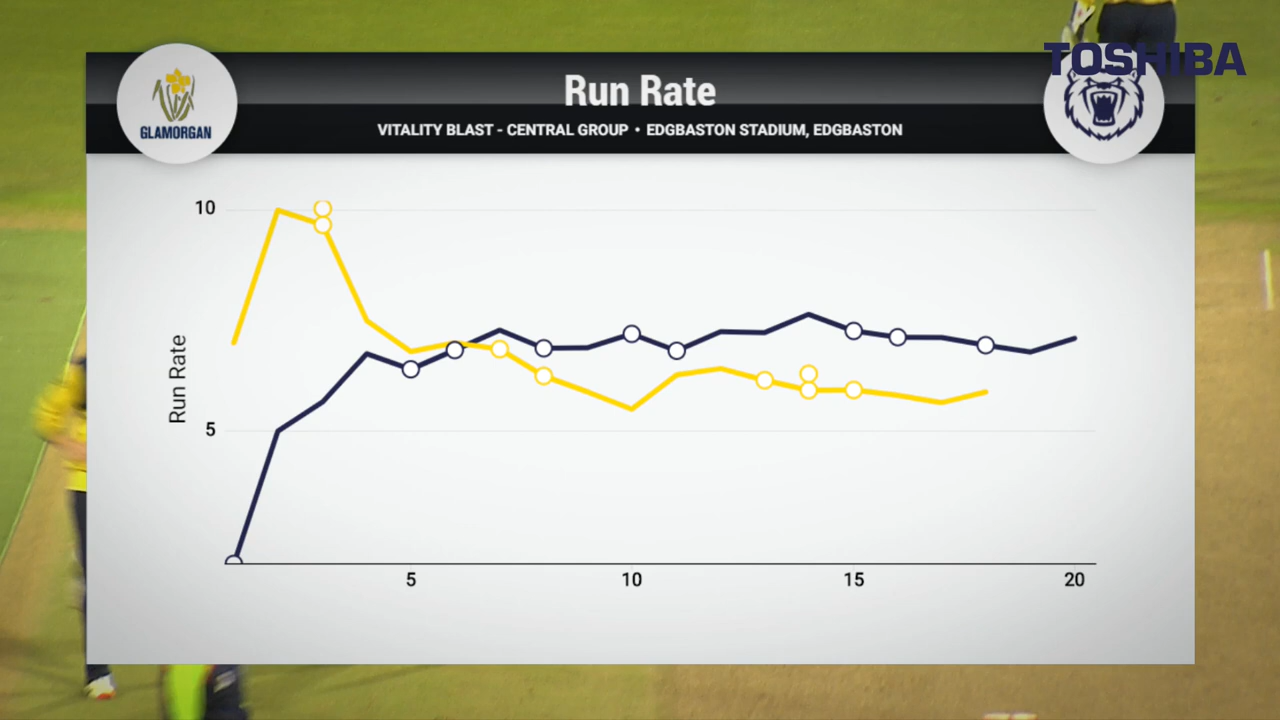 TOSHIBA
Run Rate
GLAMORGAN
VITALITY BLAST - CENTRAL GROUP • EDGBASTON STADIUM, EDGBASTON
10
Run Rate
5
5 10 15 20